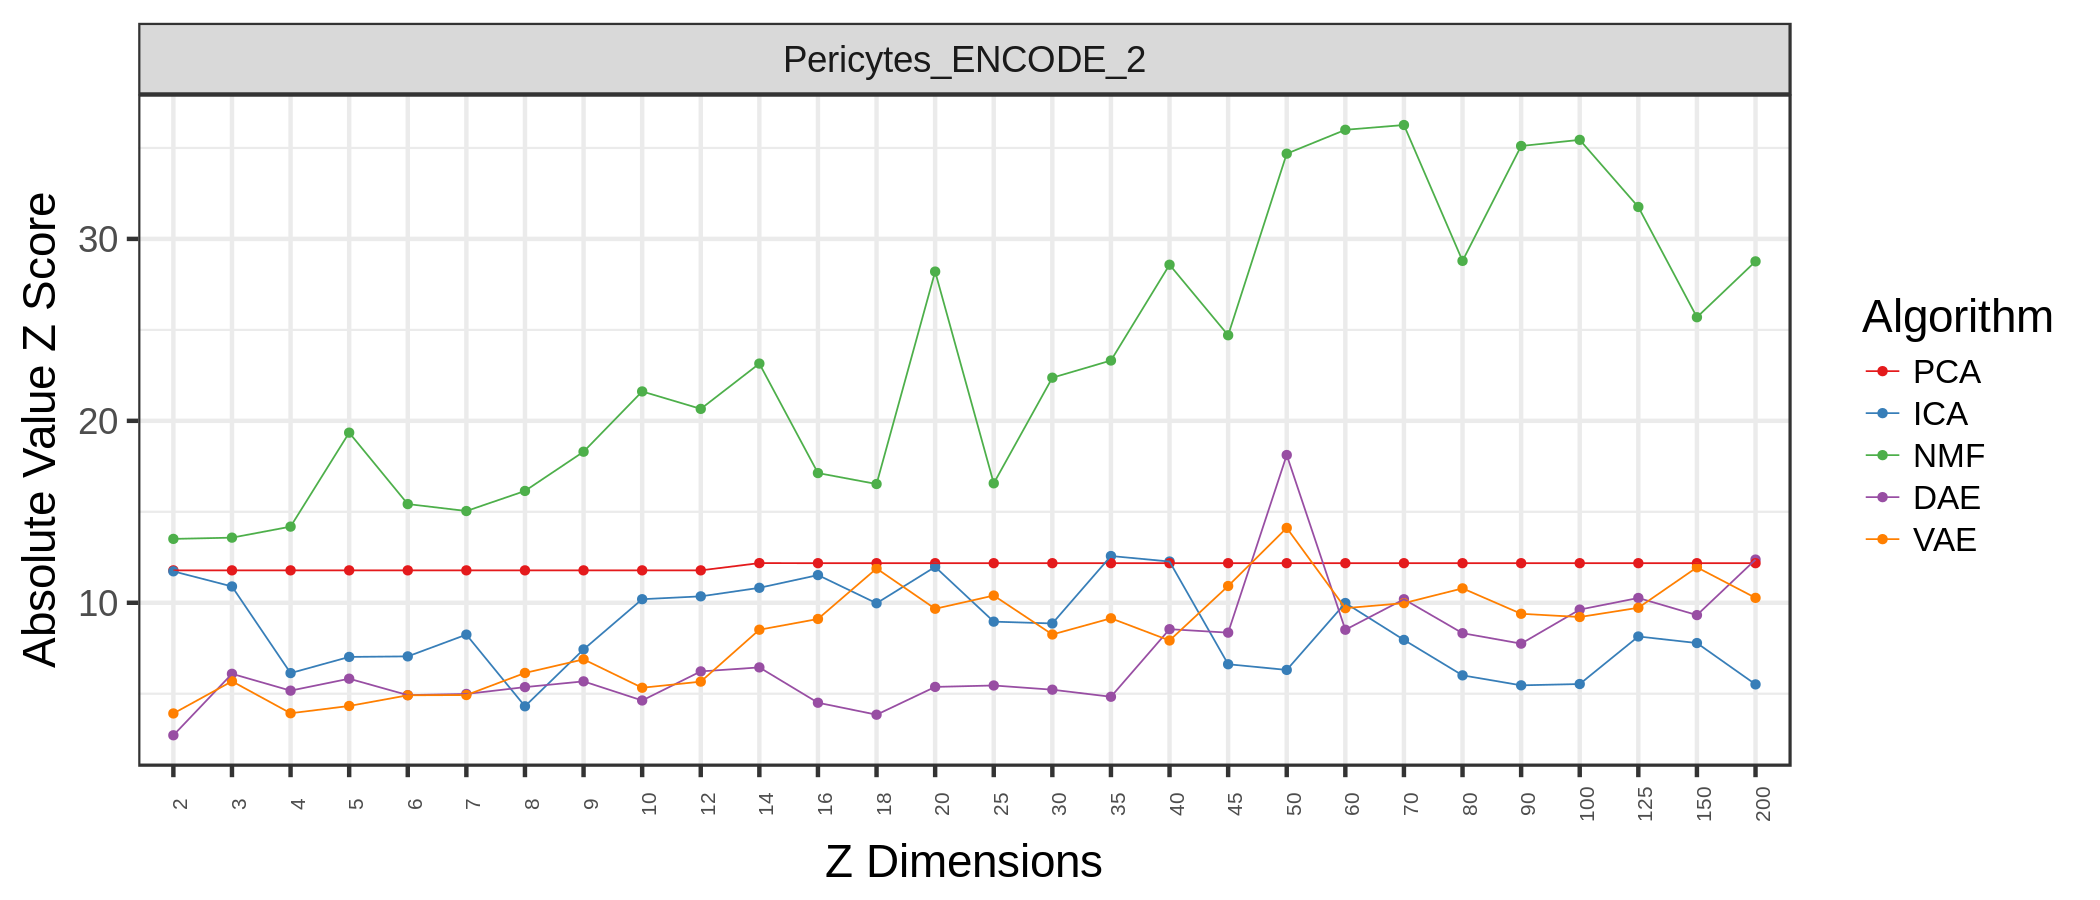 Pericytes_ENCODE_2
Absolute Value Z Score
30
20
10
2 3 4 5 6 7 8 9 10 12 14 16 18 20 25 30 35 40 45 50 60 70 80 90 100 125 150 200
Z Dimensions
Algorithm
PCA
ICA
NMF
DAE
VAE